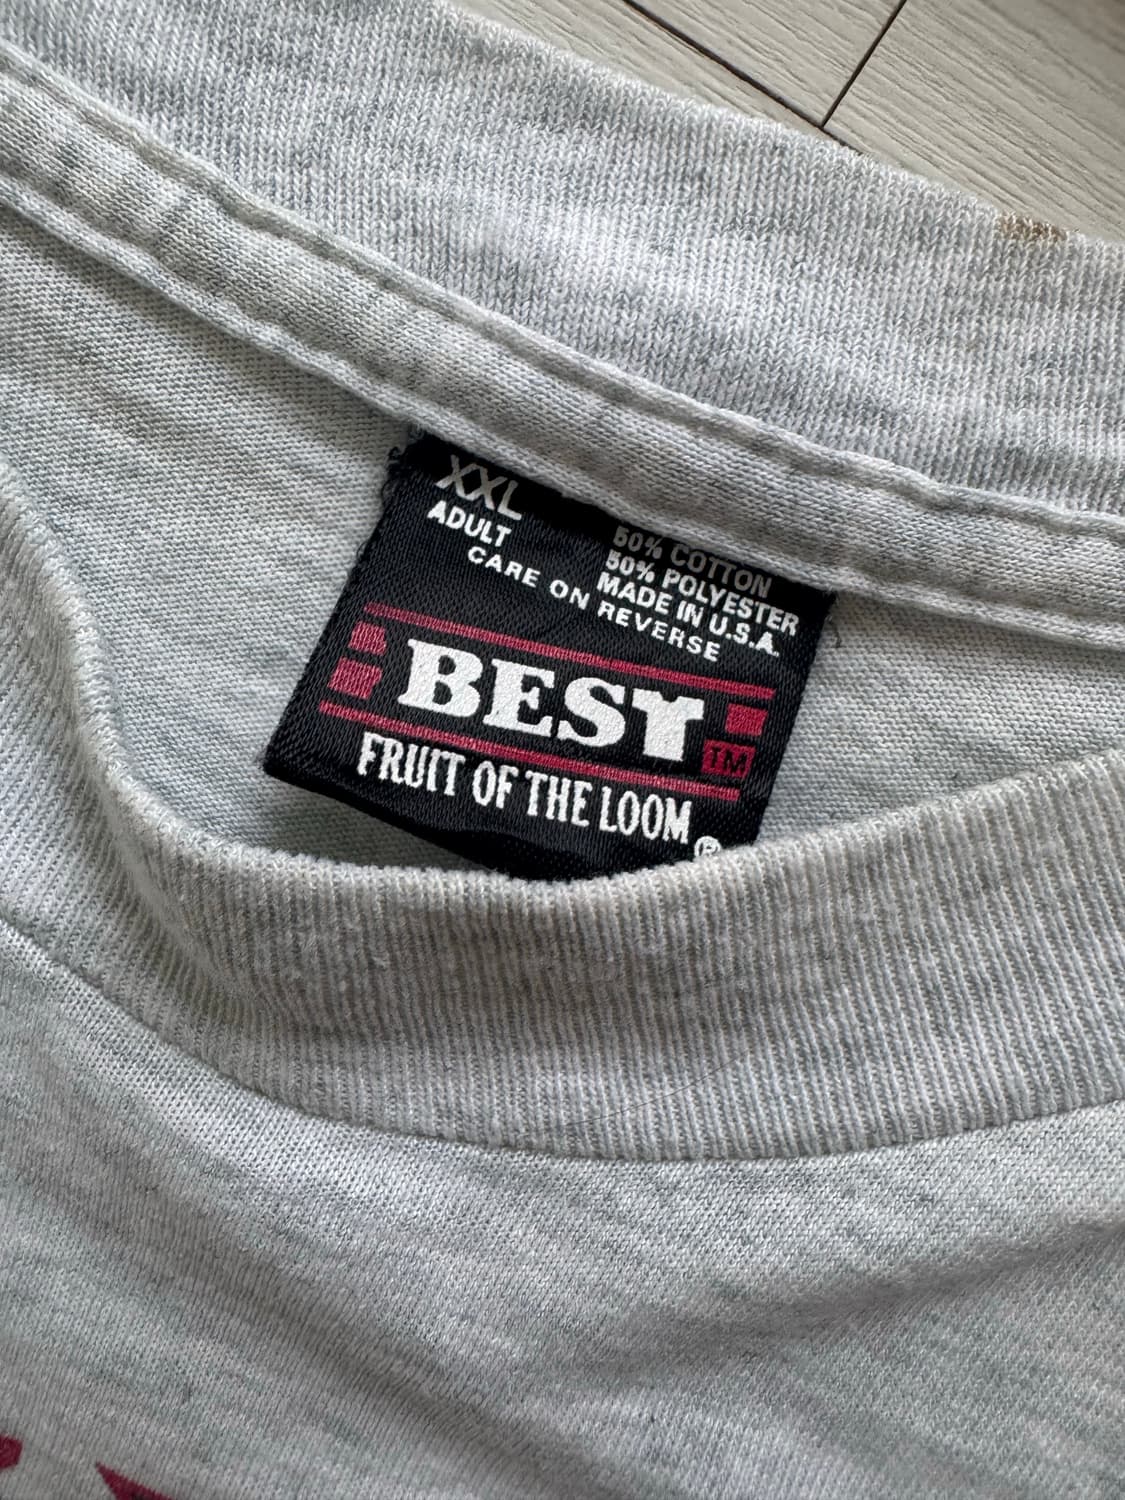 XXL
ADULT
50% COTTON
50% POLYESTER
MADE IN U.S.A.
CARE ON REVERSE
BEST
TM
FRUIT OF THE LOOM
®